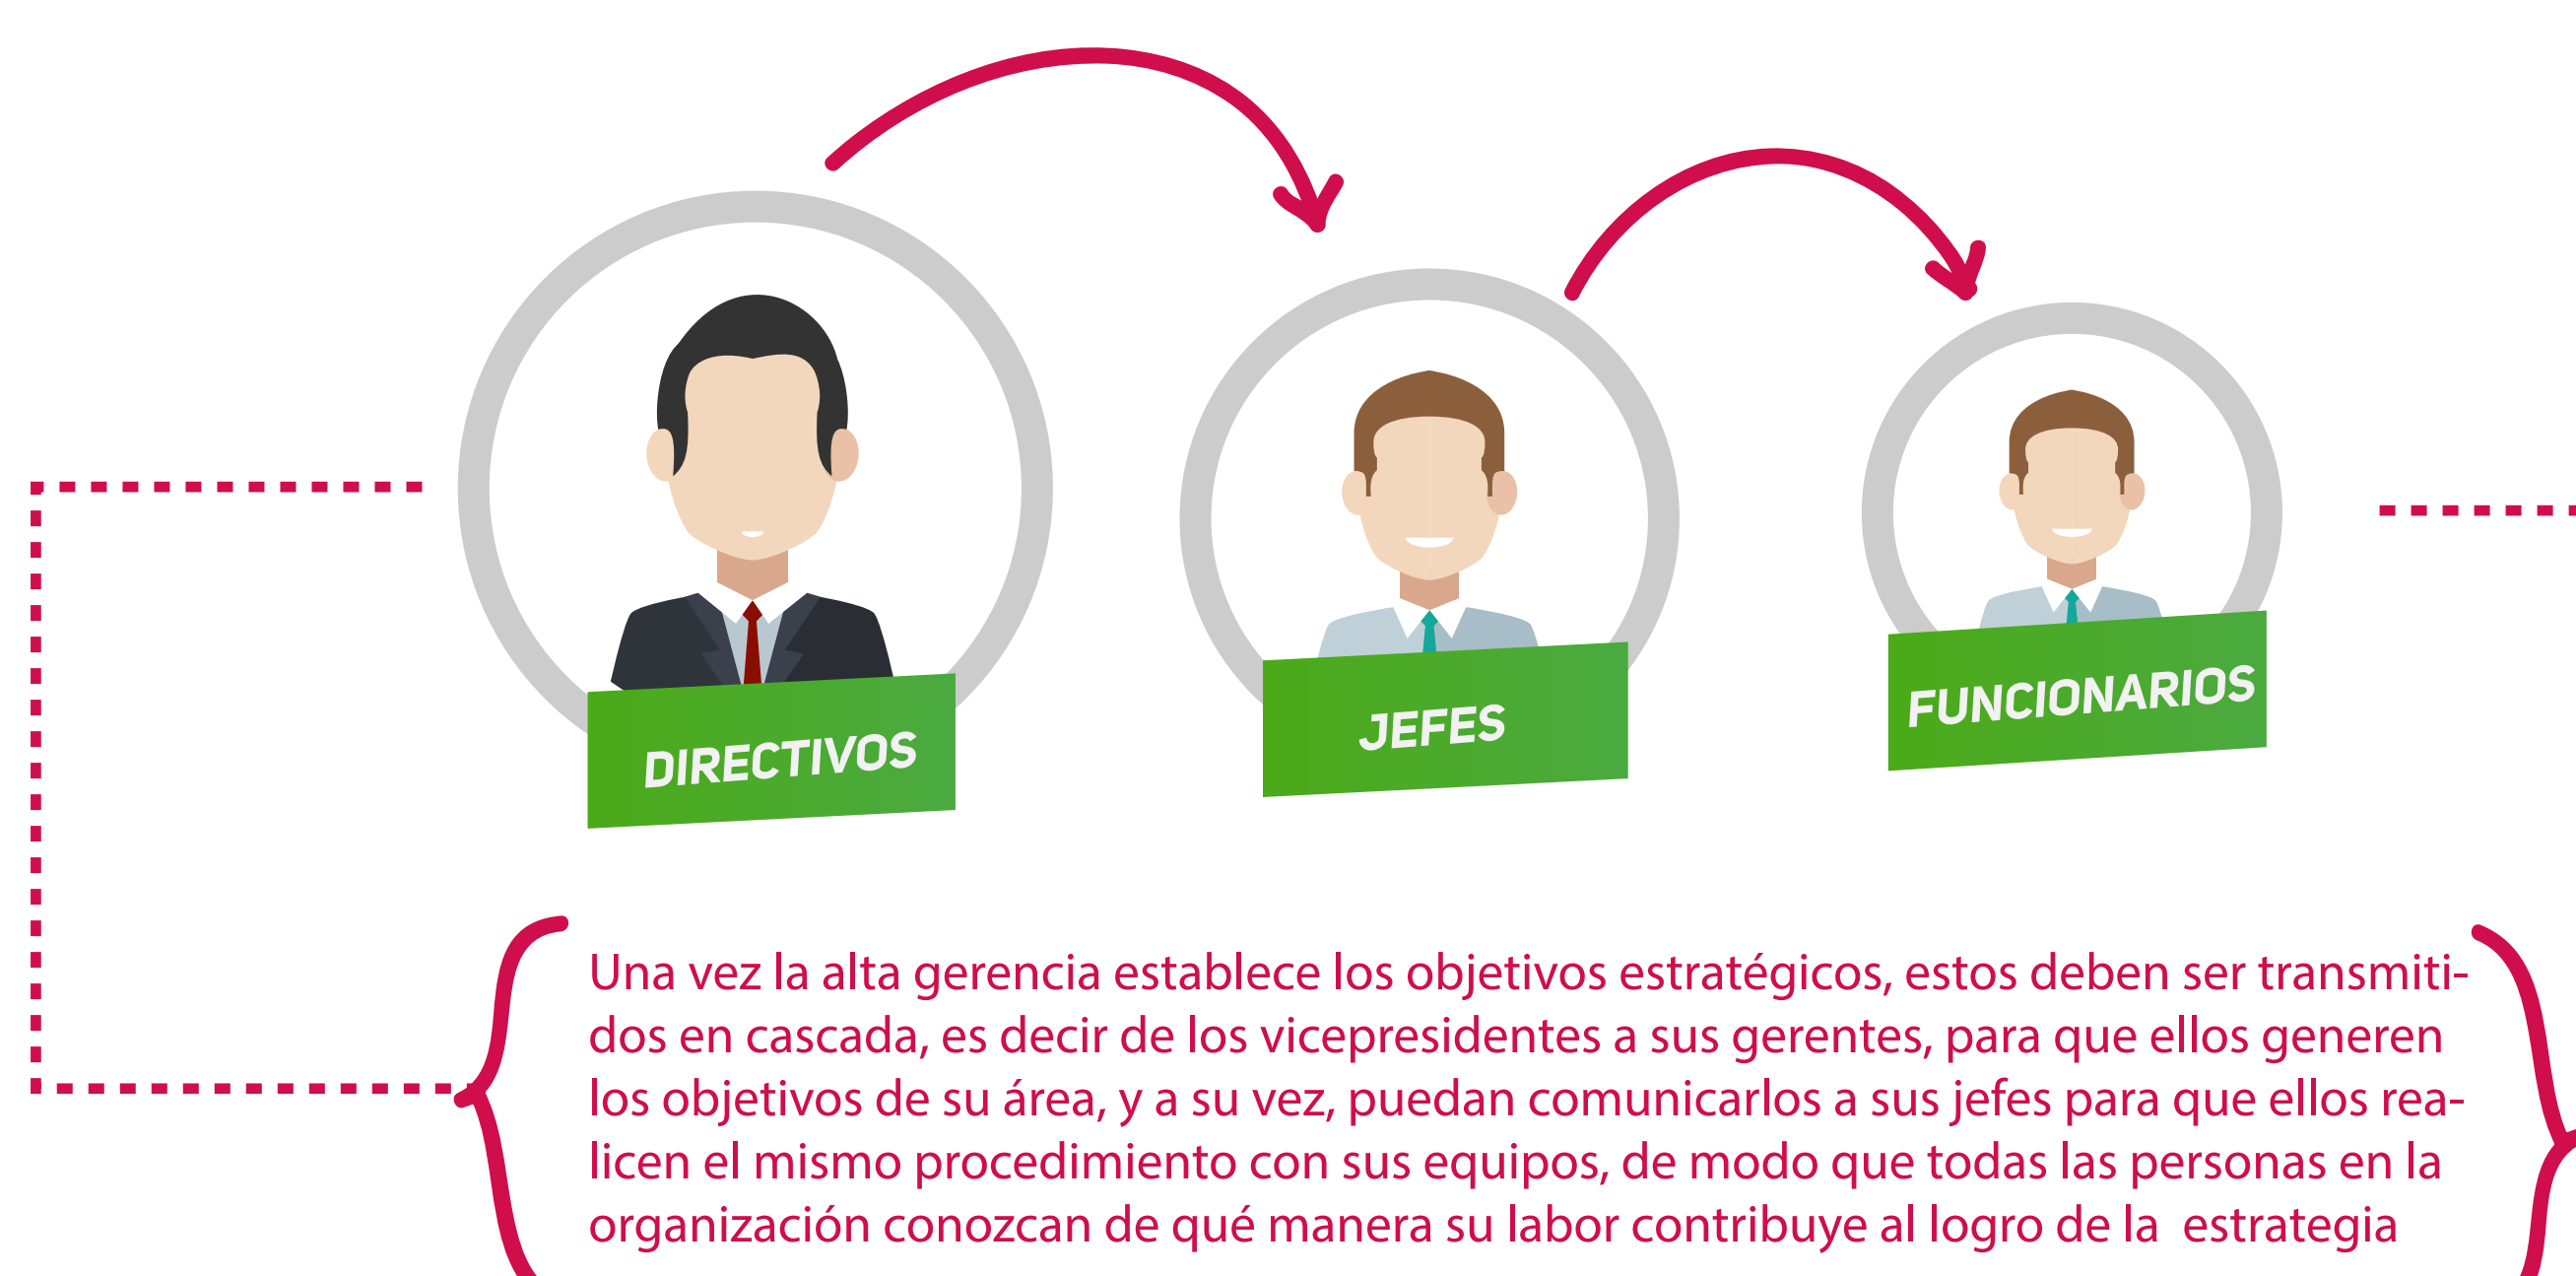 DIRECTIVOS
JEFES
FUNCIONARIOS
Una vez la alta gerencia establece los objetivos estratégicos, estos deben ser transmiti-
dos en cascada, es decir de los vicepresidentes a sus gerentes, para que ellos generen
los objetivos de su área, y a su vez, puedan comunicarlos a sus jefes para que ellos rea-
licen el mismo procedimiento con sus equipos, de modo que todas las personas en la
organización conozcan de qué manera su labor contribuye al logro de la estrategia